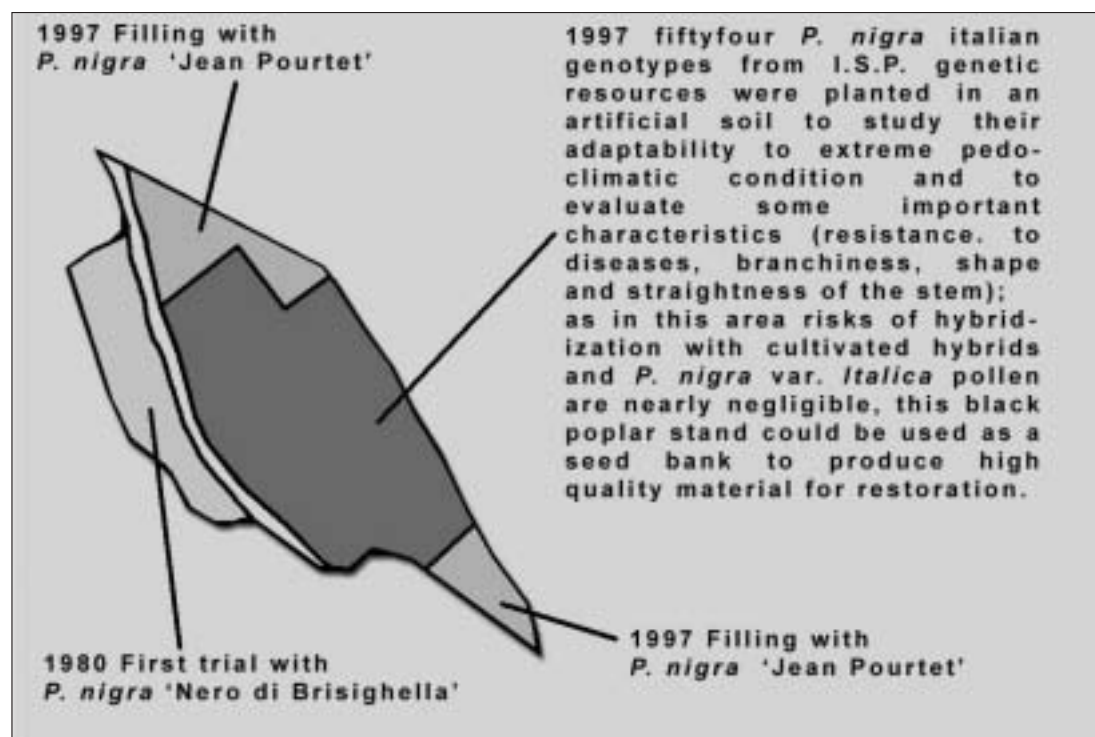 1997 Filling with
P. nigra 'Jean Pourtet'
1997 fiftyfour P. nigra italian
genotypes from I.S.P. genetic
resources were planted in an
artificial soil to study their
adaptability to extreme pedo-
climatic condition and to
evaluate some important
characteristics (resistance. to
diseases, branchiness, shape
and straightness of the stem);
as in this area risks of hybrid-
ization with cultivated hybrids
and P. nigra var. Italica pollen
are nearly negligible, this black
poplar stand could be used as a
seed bank to produce high
quality material for restoration.
1997 Filling with
P. nigra 'Jean Pourtet'
1980 First trial with
P. nigra 'Nero di Brisighella'